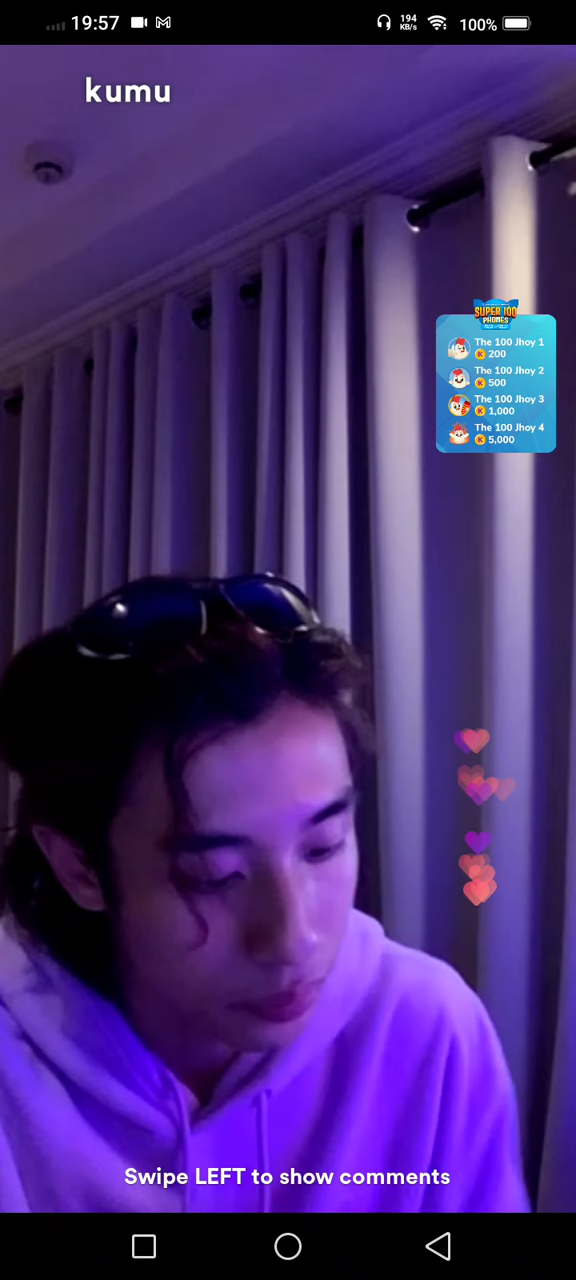 19:57
194
KB/s
100%
kumu
SUPER 100
PHOMES
The 100 Jhoy 1
K 200
The 100 Jhoy 2
K 500
The 100 Jhoy 3
K 1,000
The 100 Jhoy 4
K 5,000
Swipe LEFT to show comments